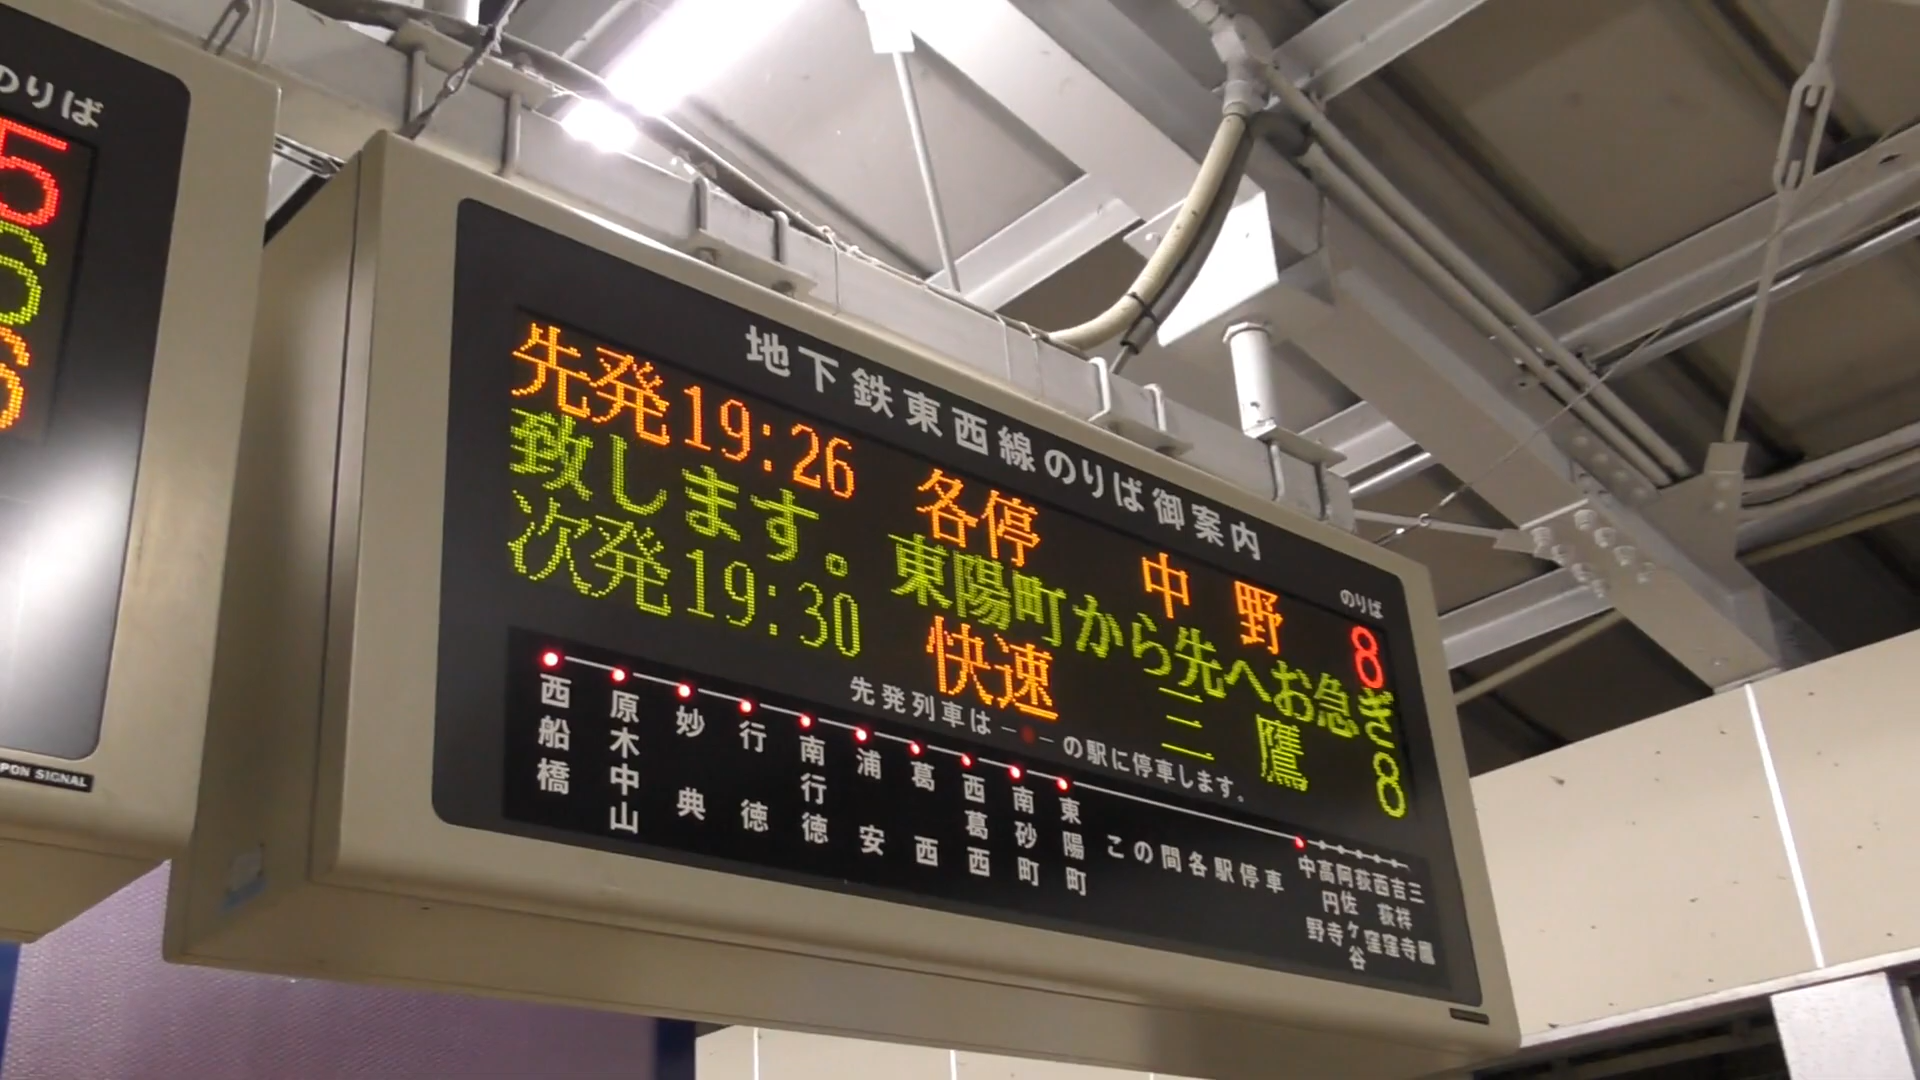 のりば
5
6
6
PON SIGNAL
地下鉄東西線のりば御案内
のりば
先発19:26 各停 中野 8
致します。 東陽町から先へお急ぎ
次発19:30 快速 三鷹 8
先発列車は の駅に停車します。
西船橋
原木中山
妙典
行徳
南行徳
浦安
葛西
西葛西
南砂町
東陽町
この間各駅停車
中野
高円寺
阿佐ケ谷
荻窪
西荻窪
吉祥寺
三鷹